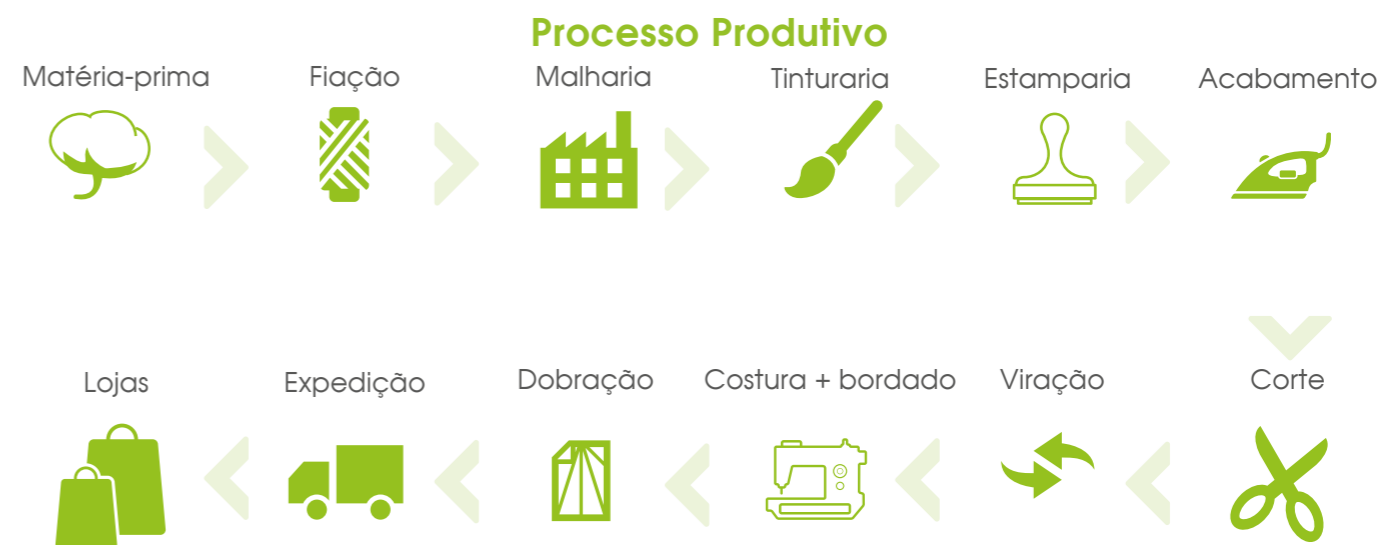 Processo Produtivo
Matéria-prima
Fiação
Malharia
Tinturaria
Estamparia
Acabamento
Lojas
Expedição
Dobração
Costura + bordado
Viração
Corte